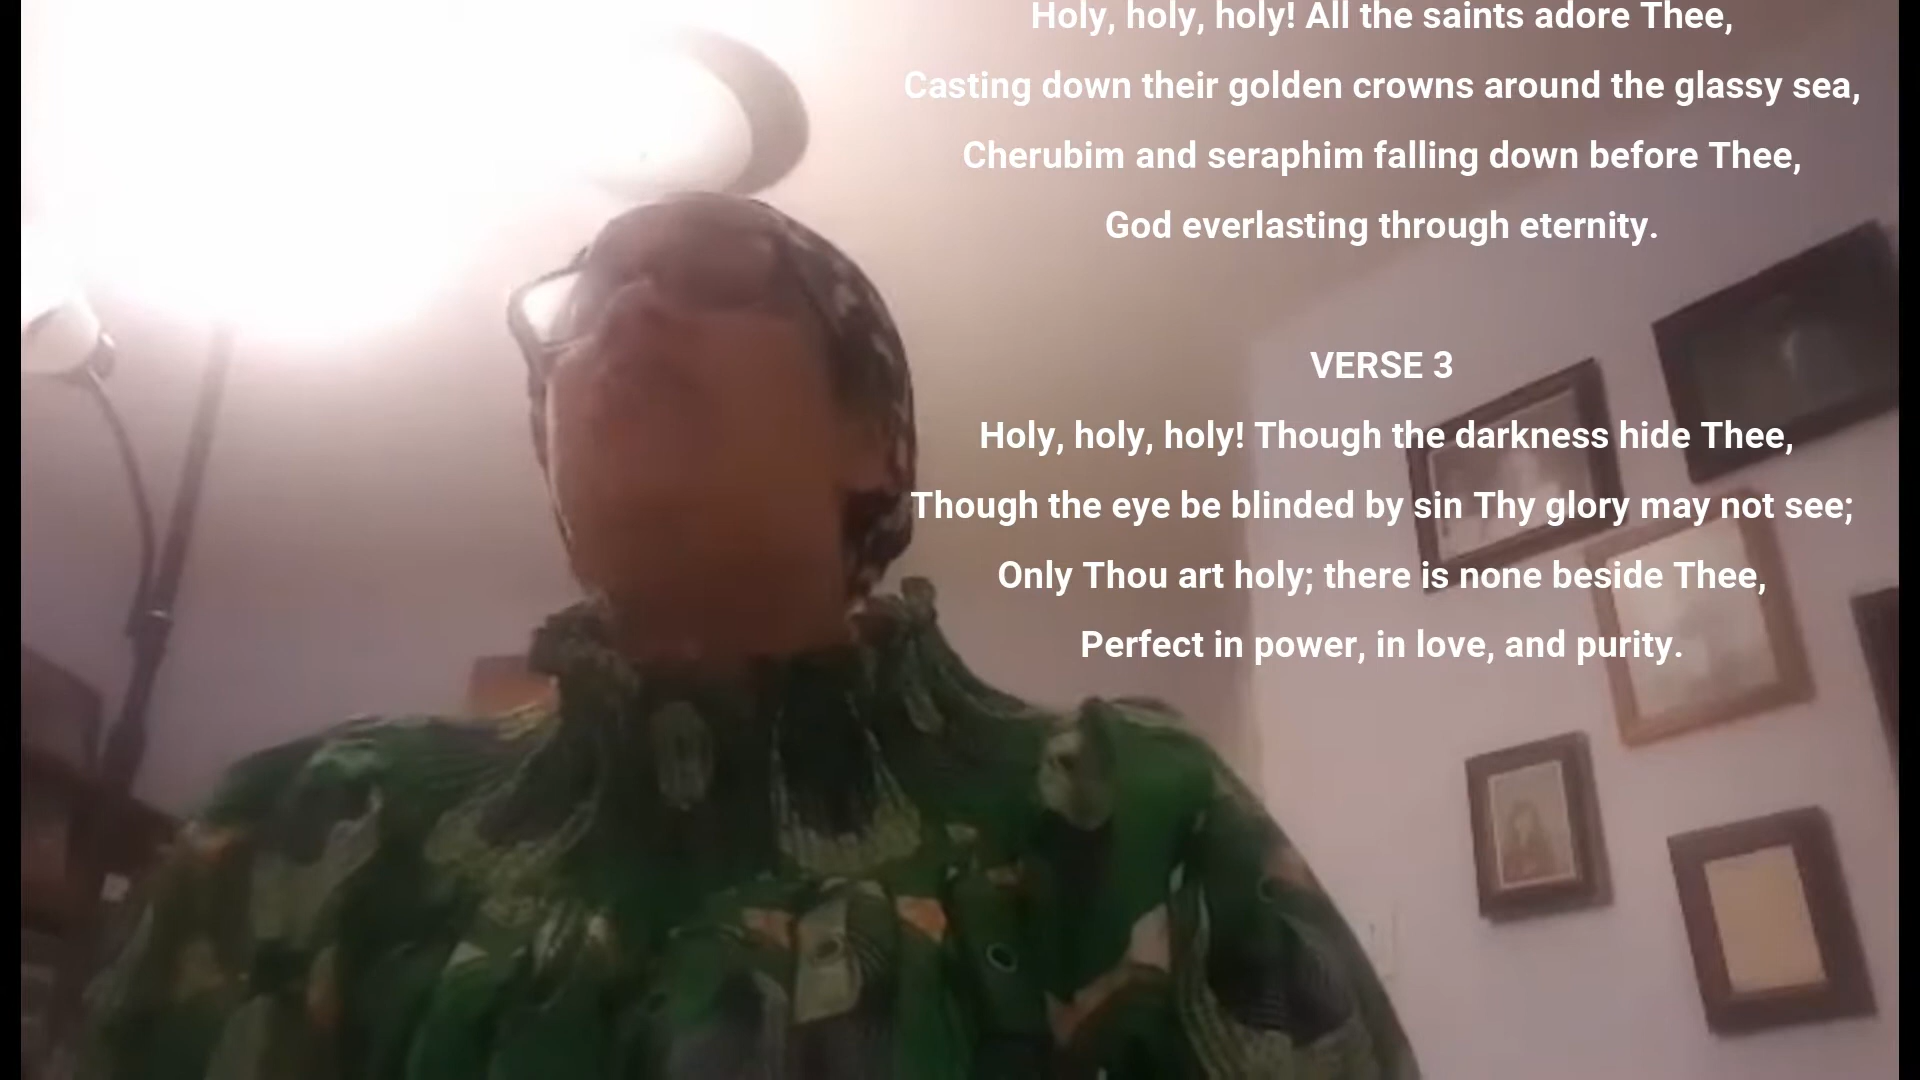 Holy, holy, holy! All the saints adore Thee,
Casting down their golden crowns around the glassy sea,
Cherubim and seraphim falling down before Thee,
God everlasting through eternity.
VERSE 3
Holy, holy, holy! Though the darkness hide Thee,
Though the eye be blinded by sin Thy glory may not see;
Only Thou art holy; there is none beside Thee,
Perfect in power, in love, and purity.